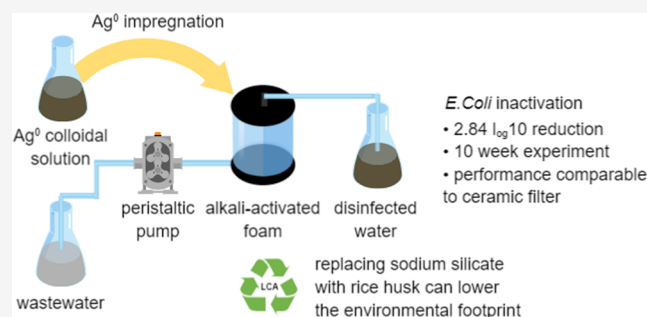 Ag⁰ impregnation
Ag⁰ colloidal
solution
peristaltic
pump
alkali-activated
foam
disinfected
water
wastewater
E.Coli inactivation
• 2.84 log10 reduction
• 10 week experiment
• performance comparable
to ceramic filter
LCA
replacing sodium silicate
with rice husk can lower
the environmental footprint